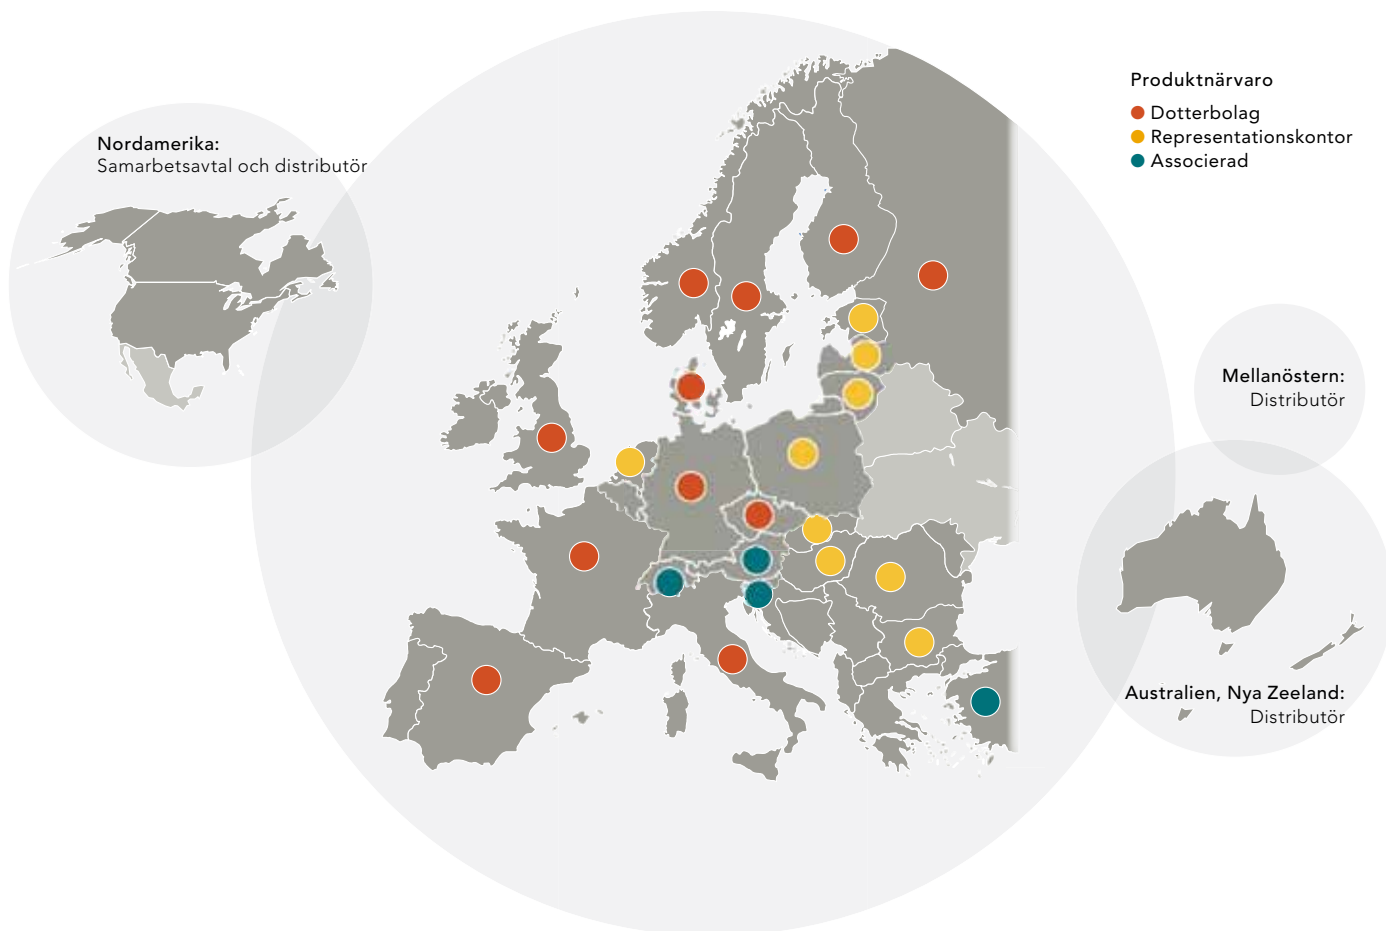 Produktnärvaro
Dotterbolag
Representationskontor
Associerad
Nordamerika:
Samarbetsavtal och distributör
Mellanöstern:
Distributör
Australien, Nya Zeeland:
Distributör